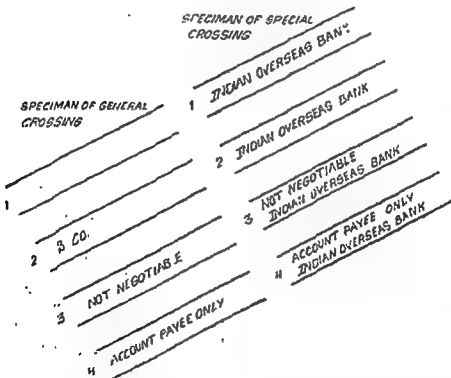 SPECIMAN OF SPECIAL
CROSSING
1 INDIAN OVERSEAS BANK
2 INDIAN OVERSEAS BANK
3 NOT NEGOTIABLE
INDIAN OVERSEAS BANK
4 ACCOUNT PAYEE ONLY
INDIAN OVERSEAS BANK
SPECIMAN OF GENERAL
CROSSING
1
2 & CO.
3 NOT NEGOTIABLE
4 ACCOUNT PAYEE ONLY